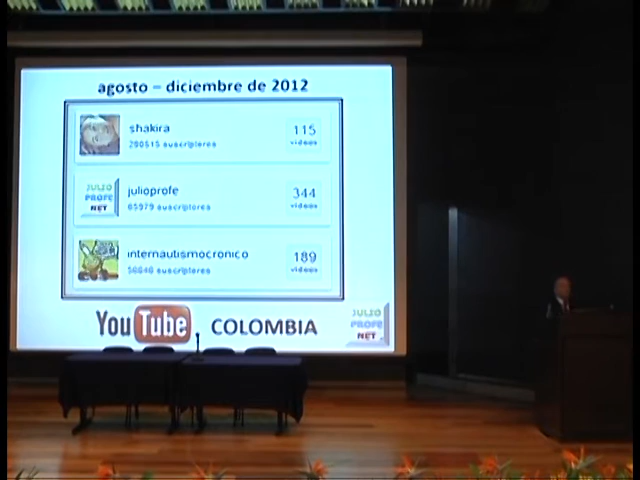 agosto – diciembre de 2012
shakira
115
videos
JULIO
PROFE
NET
julioprofe
65979 suscriptores
344
videos
internautismocronico
suscriptores
189
videos
YouTube COLOMBIA
JULIO
PROFE
NET